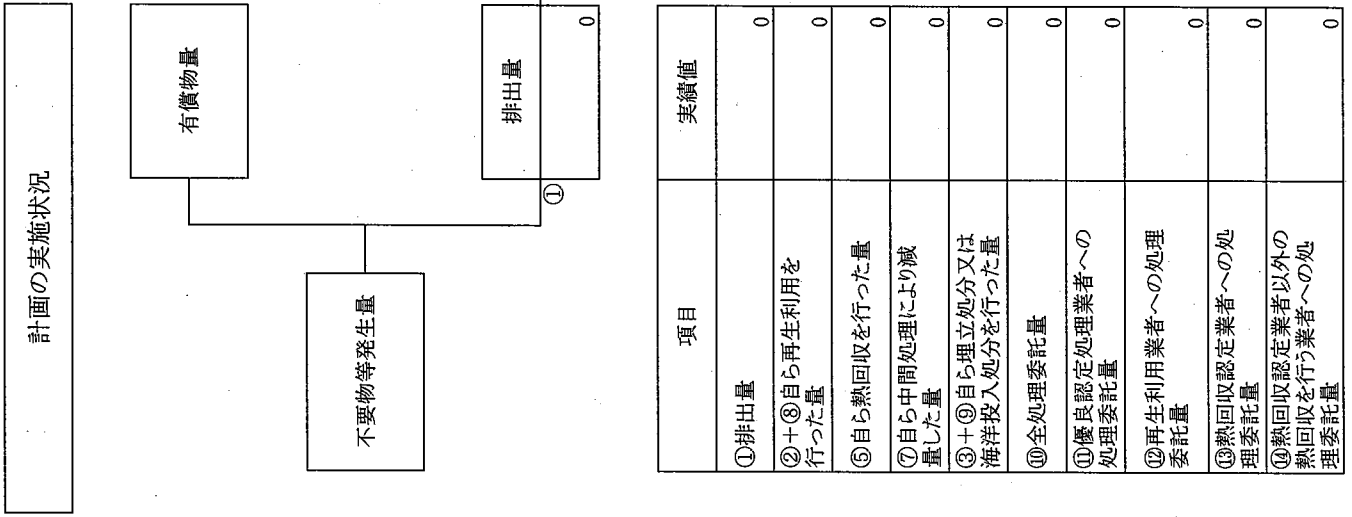 計画の実施状況
有償物量
不要物等発生量
①
排出量
0
項目
実績値
①排出量
0
②+⑧自ら再生利用を
行った量
0
⑤自ら熱回収を行った量
0
⑦自ら中間処理により減
量した量
0
③+⑨自ら埋立処分又は
海洋投入処分を行った量
0
⑩全処理委託量
0
⑪優良認定処理業者への
処理委託量
0
⑫再生利用業者への処理
委託量
0
⑬熱回収認定業者への処
理委託量
0
⑭熱回収認定業者以外の
熱回収を行う業者への処
理委託量
0